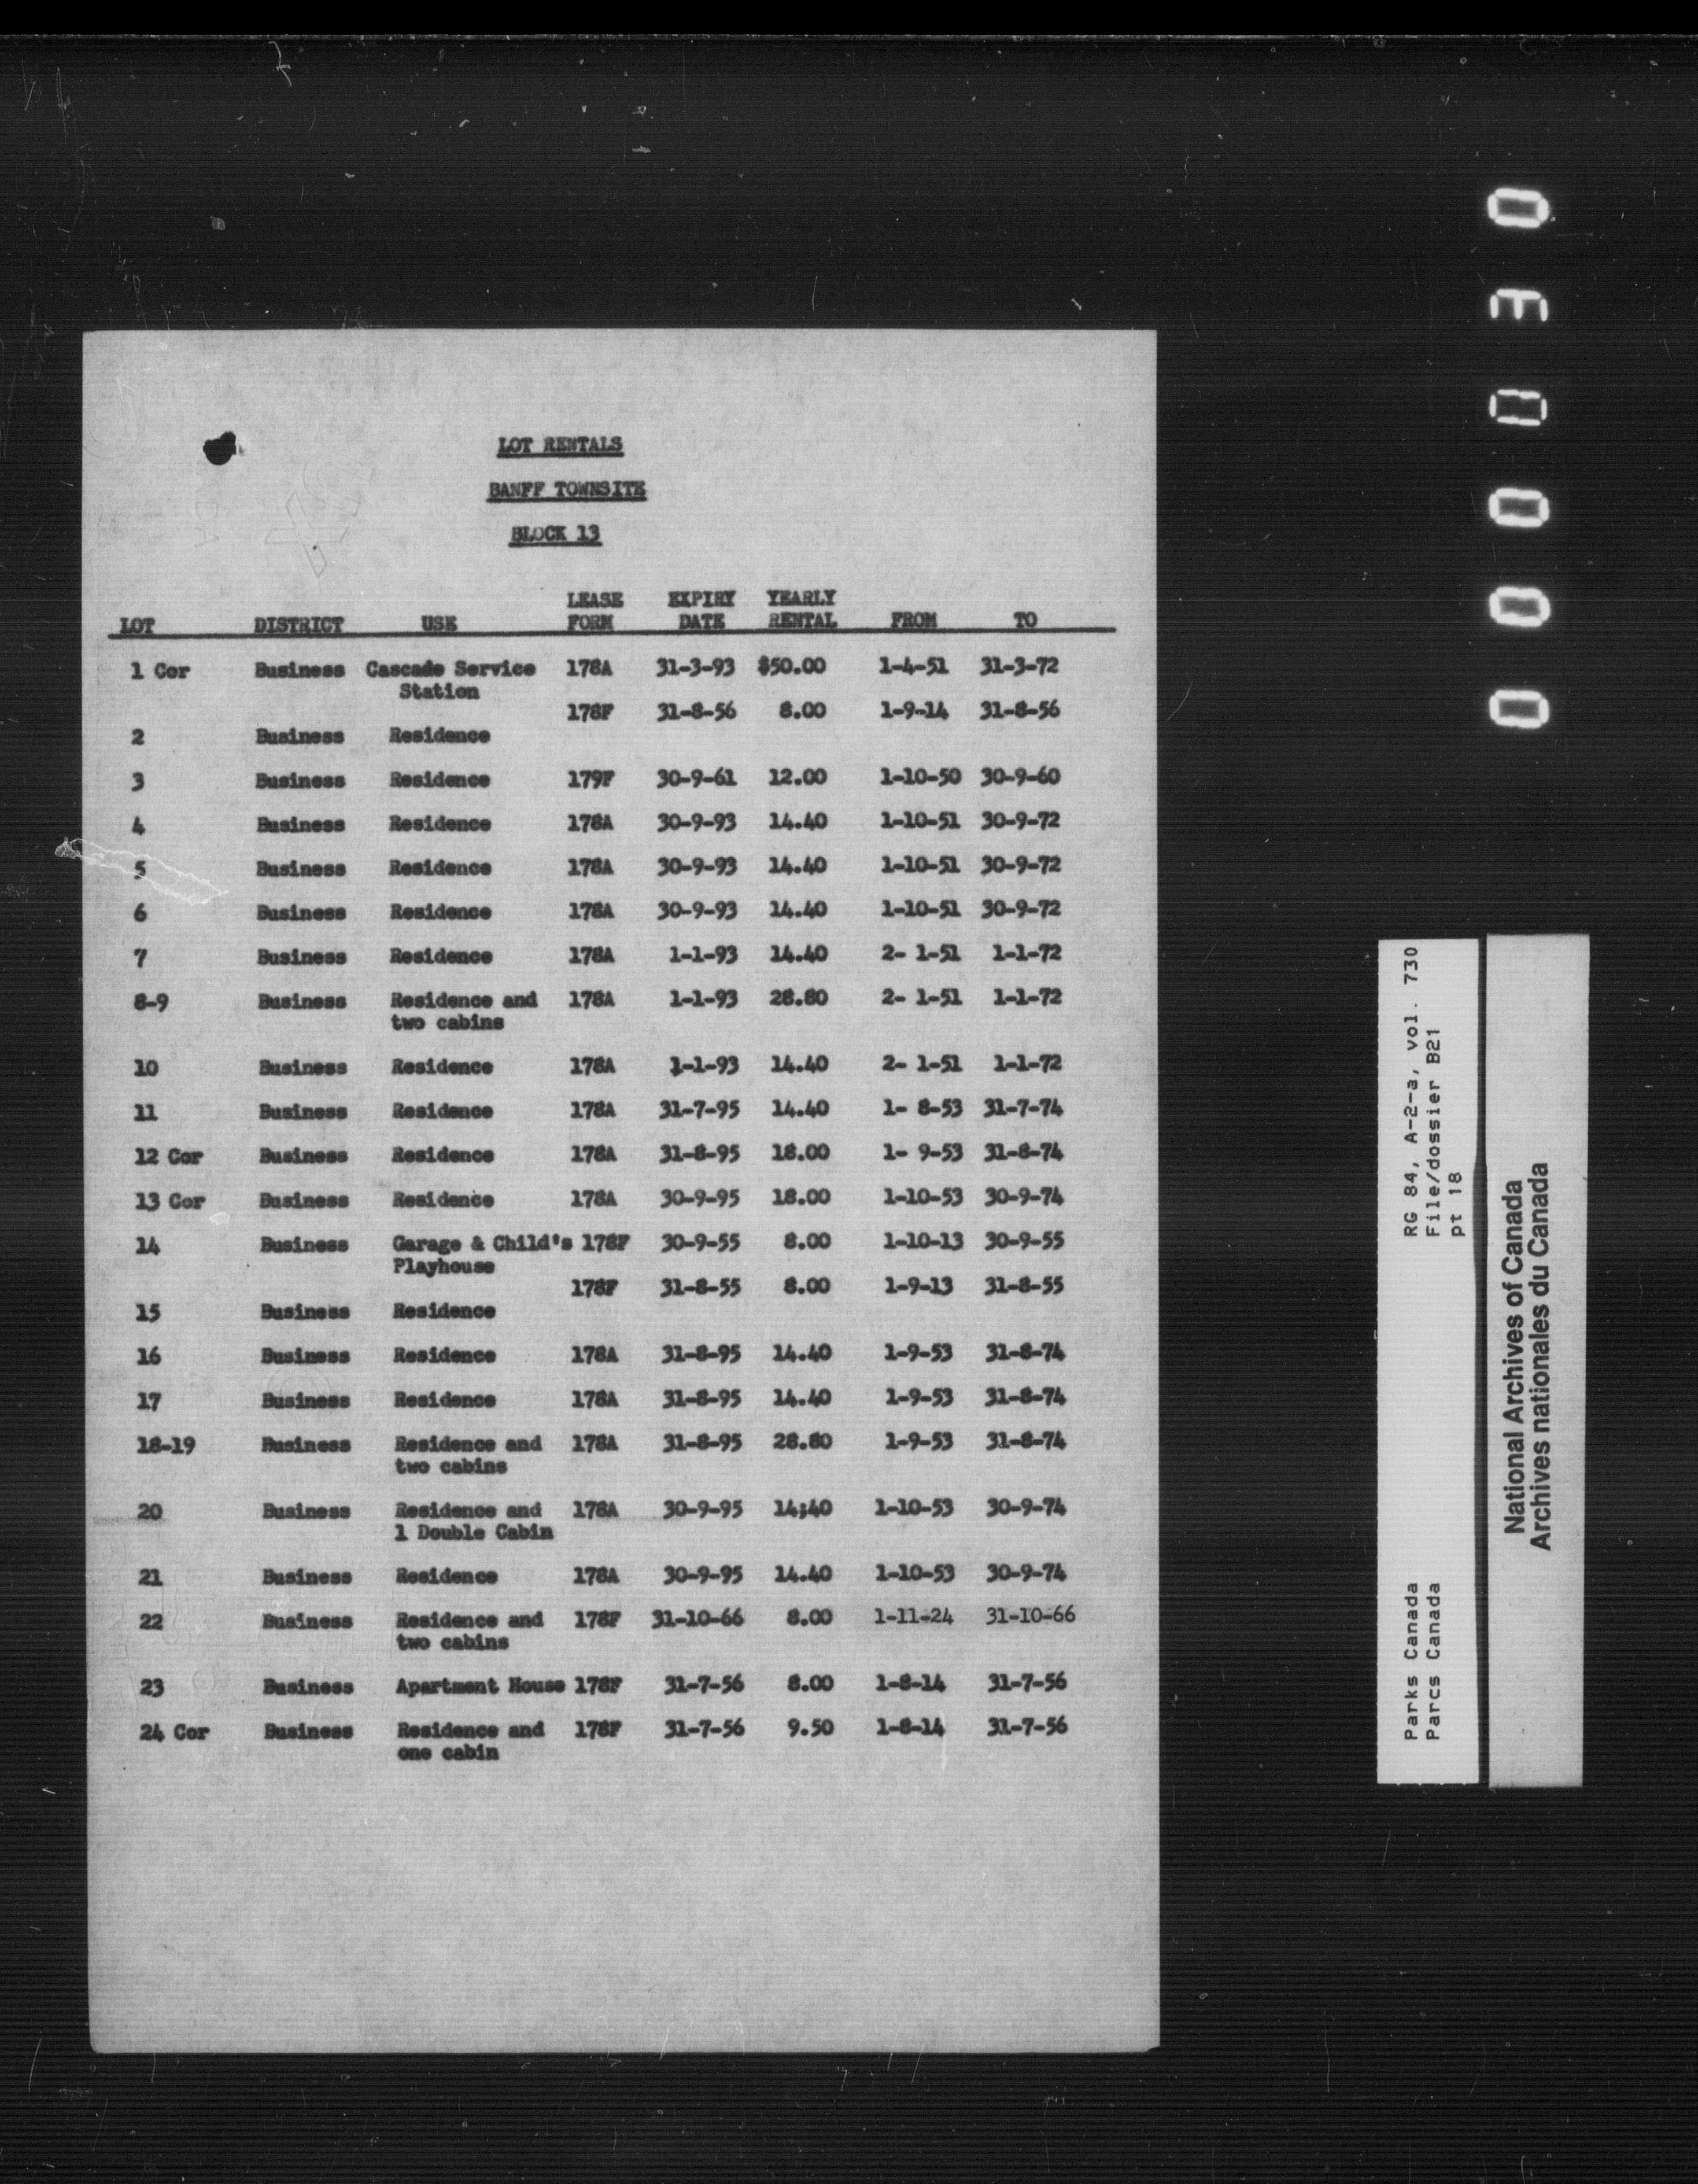 LOT RENTALS
BANFF TOWNSITE
BLOCK 13
LEASE EXPIRY YEARLY
LOT DISTRICT USE FORM DATE RENTAL FROM TO
1 Cor Business Cascade Service 178A 31-3-93 $50.00 1-4-51 31-3-72
Station
178F 31-8-56 8.00 1-9-14 31-8-56
2 Business Residence
3 Business Residence 179F 30-9-61 12.00 1-10-50 30-9-60
4 Business Residence 178A 30-9-93 14.40 1-10-51 30-9-72
5 Business Residence 178A 30-9-93 14.40 1-10-51 30-9-72
6 Business Residence 178A 30-9-93 14.40 1-10-51 30-9-72
7 Business Residence 178A 1-1-93 14.40 2- 1-51 1-1-72
8-9 Business Residence and 178A 1-1-93 28.80 2- 1-51 1-1-72
two cabins
10 Business Residence 178A 1-1-93 14.40 2- 1-51 1-1-72
11 Business Residence 178A 31-7-95 14.40 1- 8-53 31-7-74
12 Cor Business Residence 178A 31-8-95 18.00 1- 9-53 31-8-74
13 Cor Business Residence 178A 30-9-95 18.00 1-10-53 30-9-74
14 Business Garage & Child's 178F 30-9-55 8.00 1-10-13 30-9-55
Playhouse
178F 31-8-55 8.00 1-9-13 31-8-55
15 Business Residence
16 Business Residence 178A 31-8-95 14.40 1-9-53 31-8-74
17 Business Residence 178A 31-8-95 14.40 1-9-53 31-8-74
18-19 Business Residence and 178A 31-8-95 28.80 1-9-53 31-8-74
two cabins
20 Business Residence and 178A 30-9-95 14;40 1-10-53 30-9-74
1 Double Cabin
21 Business Residence 178A 30-9-95 14.40 1-10-53 30-9-74
22 Business Residence and 178F 31-10-66 8.00 1-11-24 31-10-66
two cabins
23 Business Apartment House 178F 31-7-56 8.00 1-8-14 31-7-56
24 Cor Business Residence and 178F 31-7-56 9.50 1-8-14 31-7-56
one cabin
Parks Canada RG 84, A-2-a, vol. 730
Parcs Canada File/dossier B21
pt 18
National Archives of Canada
Archives nationales du Canada